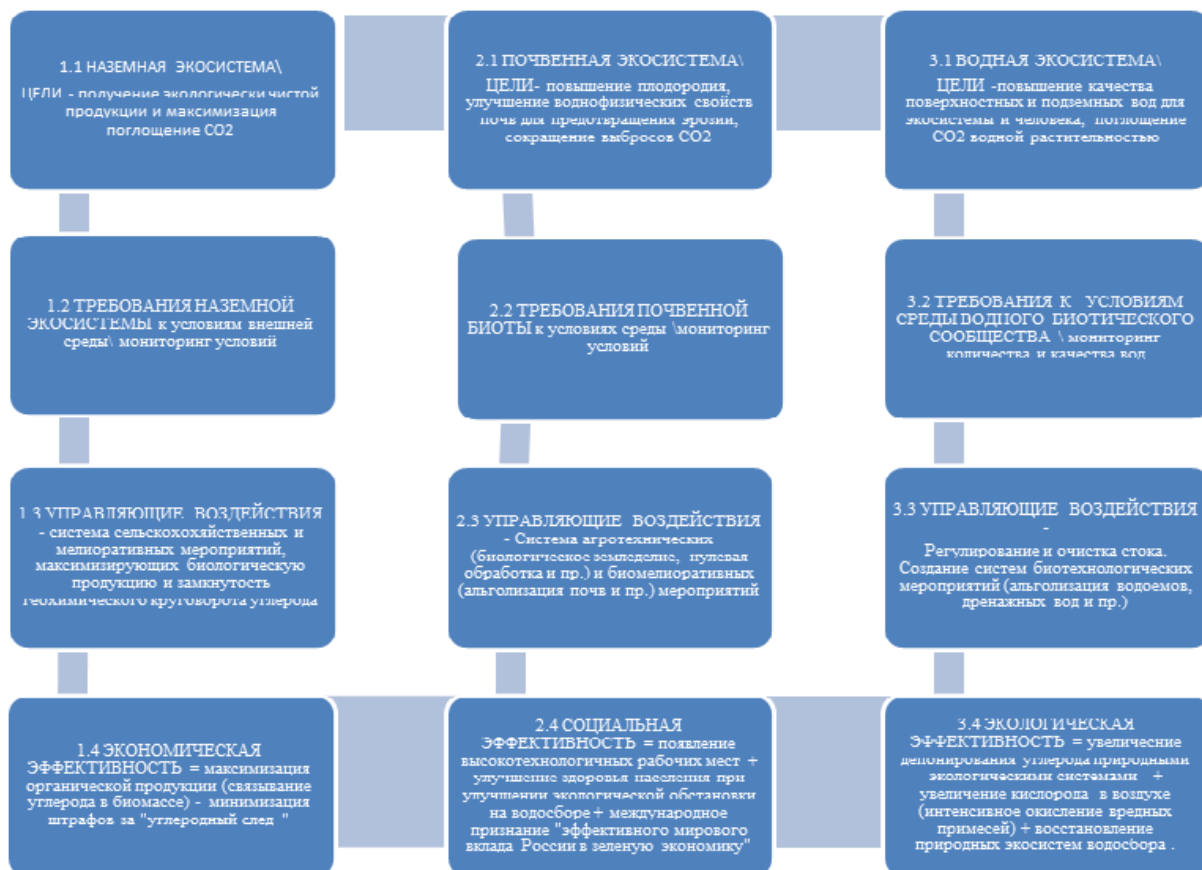 1.1 НАЗЕМНАЯ ЭКОСИСТЕМА\
ЦЕЛИ - получение экологически чистой
продукции и максимизация
поглощение СО2
2.1 ПОЧВЕННАЯ ЭКОСИСТЕМА\
ЦЕЛИ- повышение плодородия,
улучшение воднофизических свойств
почв для предотвращения эрозии,
сокращение выбросов СО2
3.1 ВОДНАЯ ЭКОСИСТЕМА\
ЦЕЛИ -повышение качества
поверхностных и подземных вод для
экосистемы и человека, поглощение
СО2 водной растительностью
1.2 ТРЕБОВАНИЯ НАЗЕМНОЙ
ЭКОСИСТЕМЫ к условиям внешней
среды\ мониторинг условий
2.2 ТРЕБОВАНИЯ ПОЧВЕННОЙ
БИОТЫ к условиях среды \мониторинг
условий
3.2 ТРЕБОВАНИЯ К УСЛОВИЯМ
СРЕДЫ ВОДНОГО БИОТИЧЕСКОГО
СООБЩЕСТВА \ мониторинг
количества и качества вод
1.3 УПРАВЛЯЮЩИЕ ВОЗДЕЙСТВИЯ
- система сельскохохяйственных и
мелиоративных мероприятий,
максимизирующих биологическую
продукцию и замкнутость
геохимического круговорота углерода
2.3 УПРАВЛЯЮЩИЕ ВОЗДЕЙСТВИЯ
- Система агротехнических
(биологическое земледелие, нулевая
обработка и пр.) и биомелиоративных
(альголизация почв и пр.) мероприятий
3.3 УПРАВЛЯЮЩИЕ ВОЗДЕЙСТВИЯ
-
Регулирование и очистка стока.
Создание систем биотехнологических
мероприятий (альголизация водоемов,
дренажных вод и пр.)
1.4 ЭКОНОМИЧЕСКАЯ
ЭФФЕКТИВНОСТЬ = максимизация
органической продукции (связывание
углерода в биомассе) - минимизация
штрафов за "углеродный след "
2.4 СОЦИАЛЬНАЯ
ЭФФЕКТИВНОСТЬ = появление
высокотехнологичных рабочих мест +
улучшение здоровья населения при
улучшении экологической обстановки
на водосборе + международное
признание "эффективного мирового
вклада России в зеленую экономику"
3.4 ЭКОЛОГИЧЕСКАЯ
ЭФФЕКТИВНОСТЬ = увеличение
депонирования углерода природными
экологическими системами +
увеличение кислорода в воздухе
(интенсивное окисление вредных
примесей) + восстановление
природных экосистем водосбора .